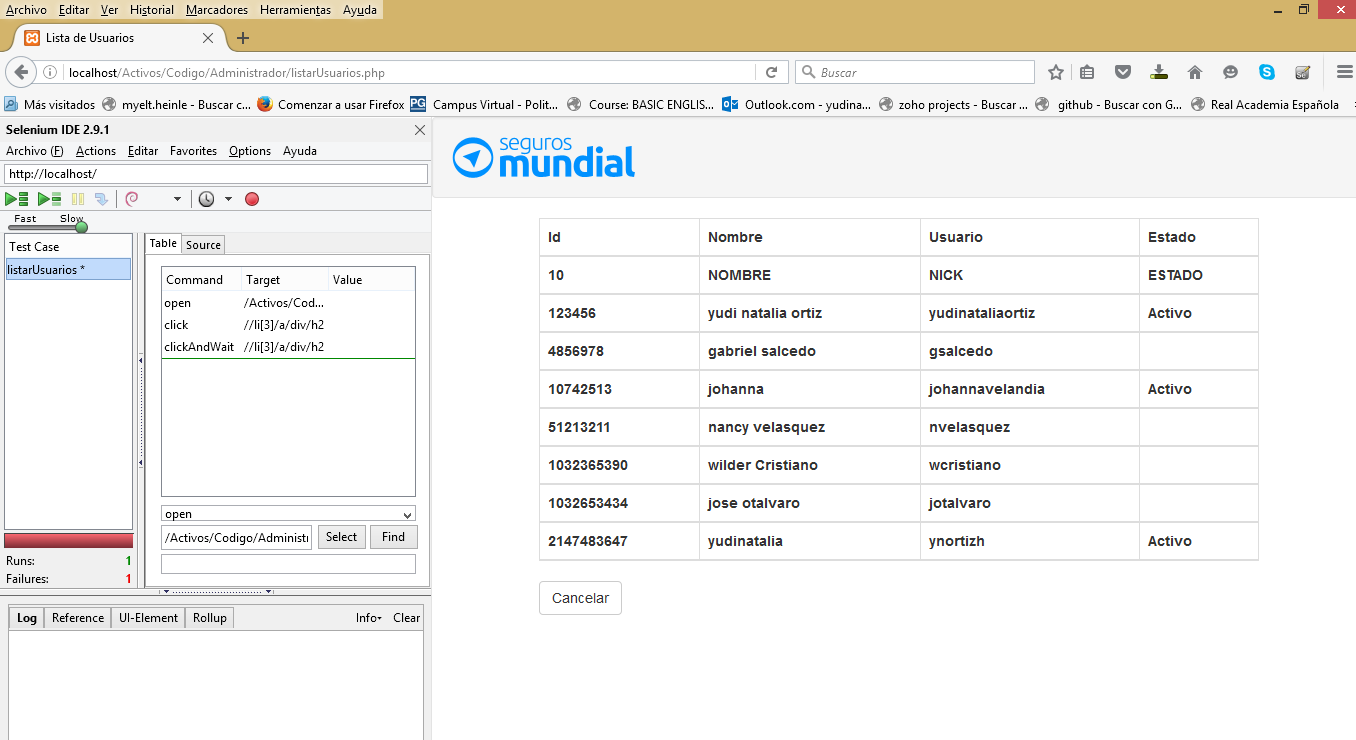 Archivo Editar Ver Historial Marcadores Herramientas Ayuda
Lista de Usuarios
localhost/Activos/Codigo/Administrador/listarUsuarios.php
Buscar
Más visitados myelt.heinle - Buscar c... Comenzar a usar Firefox PG Campus Virtual - Polit... Course: BASIC ENGLIS... Outlook.com - yudina... zoho projects - Buscar ... github - Buscar con G... Real Academia Española
Selenium IDE 2.9.1
Archivo (F) Actions Editar Favorites Options Ayuda
http://localhost/
Fast Slow
Test Case
listarUsuarios *
Table Source
Command Target Value
open /Activos/Cod...
click //li[3]/a/div/h2
clickAndWait //li[3]/a/div/h2
open
/Activos/Codigo/Administr
Select Find
Runs: 1
Failures: 1
Log Reference UI-Element Rollup Info Clear
seguros
mundial
Id Nombre Usuario Estado
10 NOMBRE NICK ESTADO
123456 yudi natalia ortiz yudinataliaortiz Activo
4856978 gabriel salcedo gsalcedo
10742513 johanna johannavelandia Activo
51213211 nancy velasquez nvelasquez
1032365390 wilder Cristiano wcristiano
1032653434 jose otalvaro jotalvaro
2147483647 yudinatalia ynortizh Activo
Cancelar